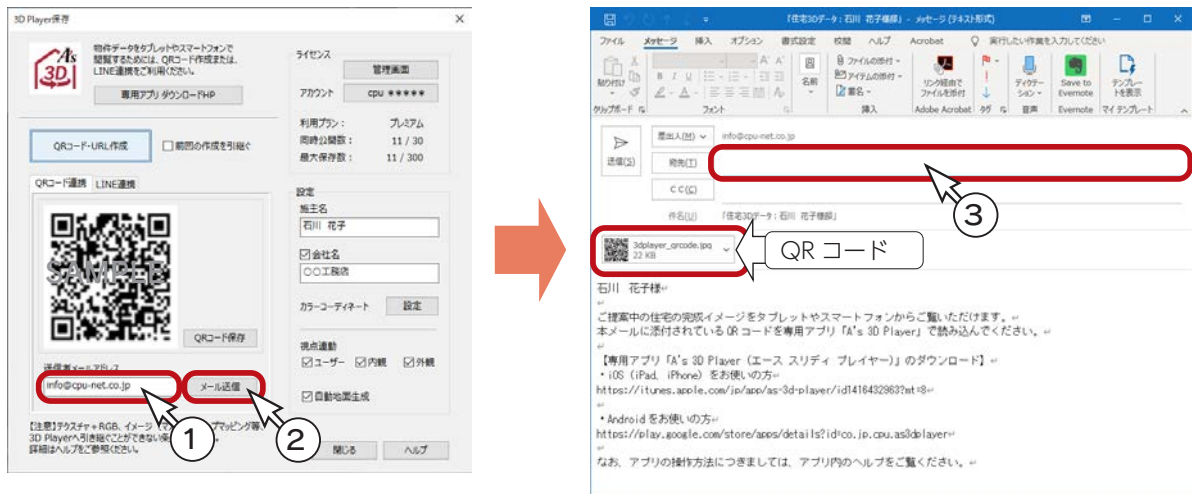 3D Player保存
×
A's
3D
物件データをタブレットやスマートフォンで
閲覧するためには、QRコード作成または、
LINE連携をご利用ください。
専用アプリ ダウンロードHP
QRコード・URL作成
前回の作成を引継ぐ
QRコード連携
LINE連携
SAMPLE
QRコード保存
送信者メールアドレス
info@cpu-net.co.jp
メール送信
①
②
【注意】テクスチャ+RGB、イメージ
プマッピング等、
3D Playerへ引き継ぐことができない
詳細はヘルプをご参照ください。
閉じる
ヘルプ
ライセンス
管理画面
アカウント
cpu *****
利用プラン：
プレミアム
同時公開数：
11 / 30
最大保存数：
11 / 300
設定
施主名
石川 花子
会社名
○○工務店
カラーコーディネート
設定
視点連動
ユーザー
内観
外観
自動地面生成
「住宅3Dデータ：石川 花子様邸」 - メッセージ (テキスト形式)
ファイル
メッセージ
挿入
オプション
書式設定
校閲
ヘルプ
Acrobat
実行したい作業を入力してください
貼り付け
B I U
名前
ファイルの添付
アイテムの添付
署名
リンク経由で
ファイルを添付
タグ
ディクテー
ション
Save to
Evernote
テンプレー
トを表示
クリップボード
フォント
挿入
Adobe Acrobat
音声
Evernote
マイ テンプレート
送信(S)
差出人(M)
info@cpu-net.co.jp
宛先(T)
③
CC(C)
件名(U)
「住宅3Dデータ：石川 花子様邸」
3dplayer_qrcode.jpg
22 KB
QR コード
石川　花子様
ご提案中の住宅の完成イメージをタブレットやスマートフォンからご覧いただけます。
本メールに添付されている QR コードを専用アプリ「A's 3D Player」で読み込んでください。
【専用アプリ「A's 3D Player（エース スリディ プレイヤー）」のダウンロード】
・iOS（iPad、iPhone）をお使いの方
https://itunes.apple.com/jp/app/as-3d-player/id1416432963?mt=8
・Android をお使いの方
https://play.google.com/store/apps/details?id=co.jp.cpu.as3dplayer
なお、アプリの操作方法につきましては、アプリ内のヘルプをご覧ください。